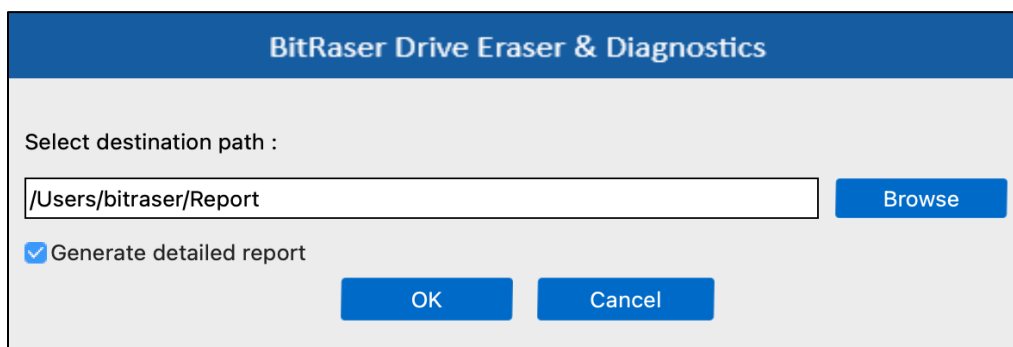 BitRaser Drive Eraser & Diagnostics
Select destination path :
/Users/bitraser/Report
Browse
Generate detailed report
OK
Cancel